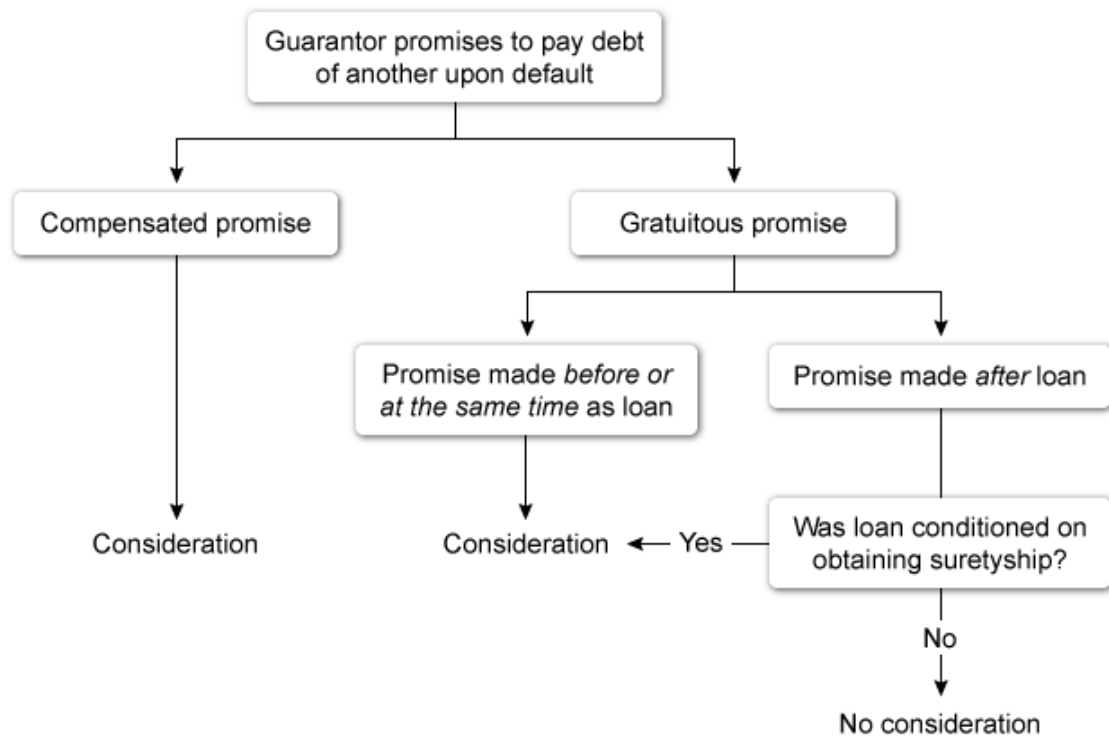 Guarantor promises to pay debt
of another upon default
Compensated promise
Gratuitous promise
Promise made before or
at the same time as loan
Promise made after loan
Consideration
Consideration
Yes
Was loan conditioned on
obtaining suretyship?
No
No consideration